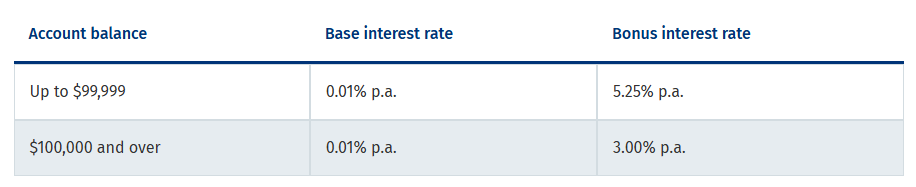 Account balance Base interest rate Bonus interest rate
Up to $99,999 0.01% p.a. 5.25% p.a.
$100,000 and over 0.01% p.a. 3.00% p.a.